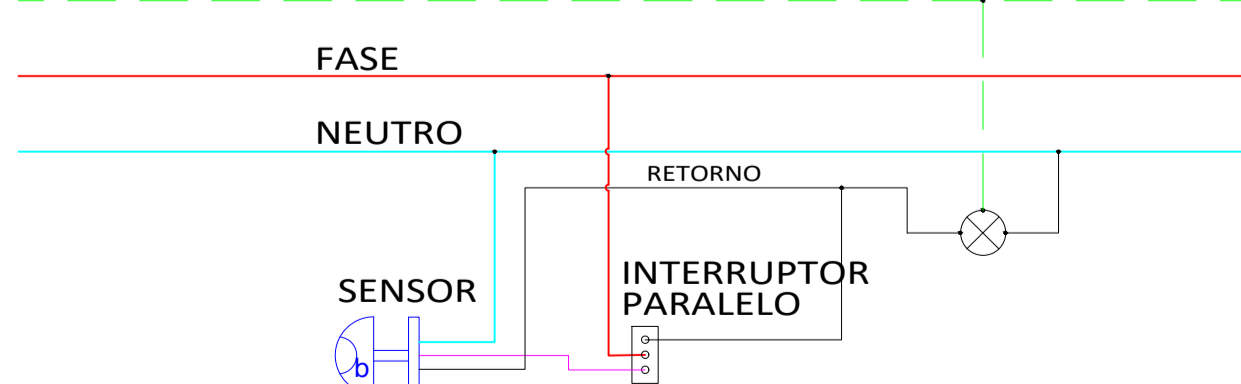 FASE
NEUTRO
RETORNO
INTERRUPTOR
PARALELO
SENSOR
b